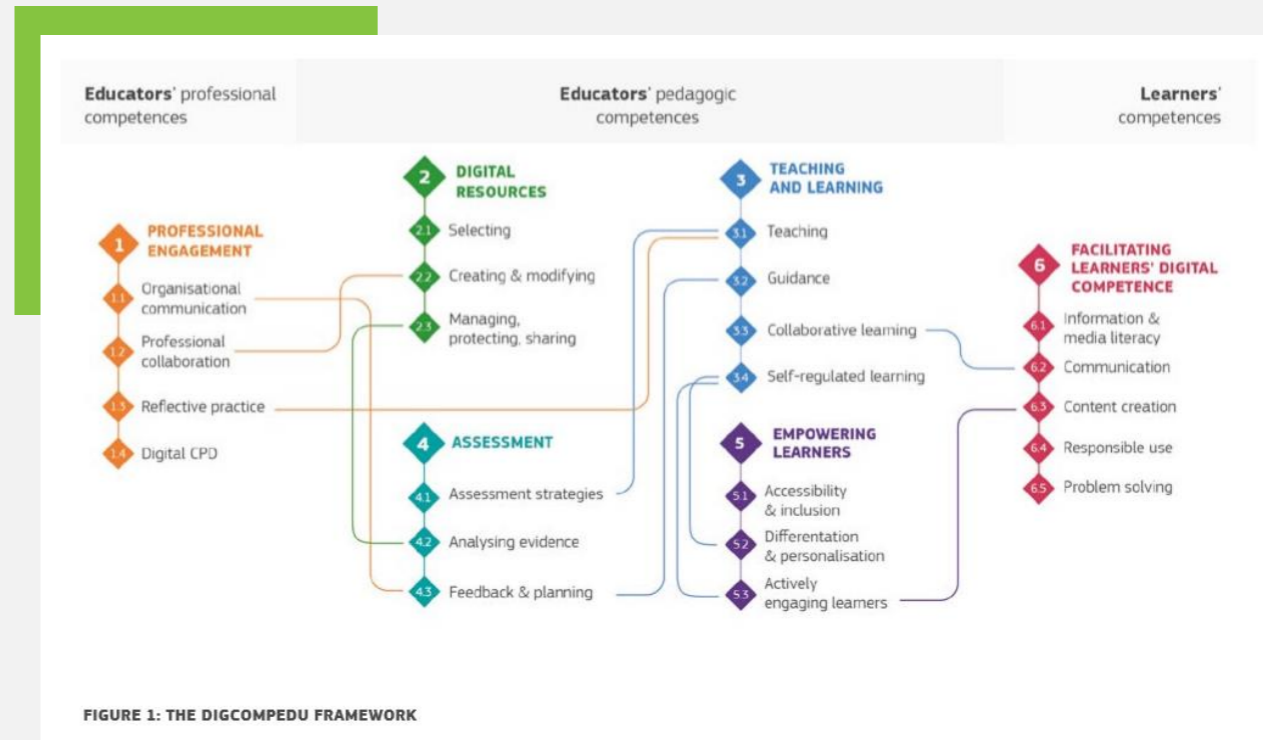 Educators' professional
competences
Educators' pedagogic
competences
Learners'
competences
1
PROFESSIONAL
ENGAGEMENT
1.1
Organisational
communication
1.2
Professional
collaboration
1.3
Reflective practice
1.4
Digital CPD
2
DIGITAL
RESOURCES
2.1
Selecting
2.2
Creating & modifying
2.3
Managing,
protecting, sharing
3
TEACHING
AND LEARNING
3.1
Teaching
3.2
Guidance
3.3
Collaborative learning
3.4
Self-regulated learning
4
ASSESSMENT
4.1
Assessment strategies
4.2
Analysing evidence
4.3
Feedback & planning
5
EMPOWERING
LEARNERS
5.1
Accessibility
& inclusion
5.2
Differentation
& personalisation
5.3
Actively
engaging learners
6
FACILITATING
LEARNERS' DIGITAL
COMPETENCE
6.1
Information &
media literacy
6.2
Communication
6.3
Content creation
6.4
Responsible use
6.5
Problem solving
FIGURE 1: THE DIGCOMPEDU FRAMEWORK